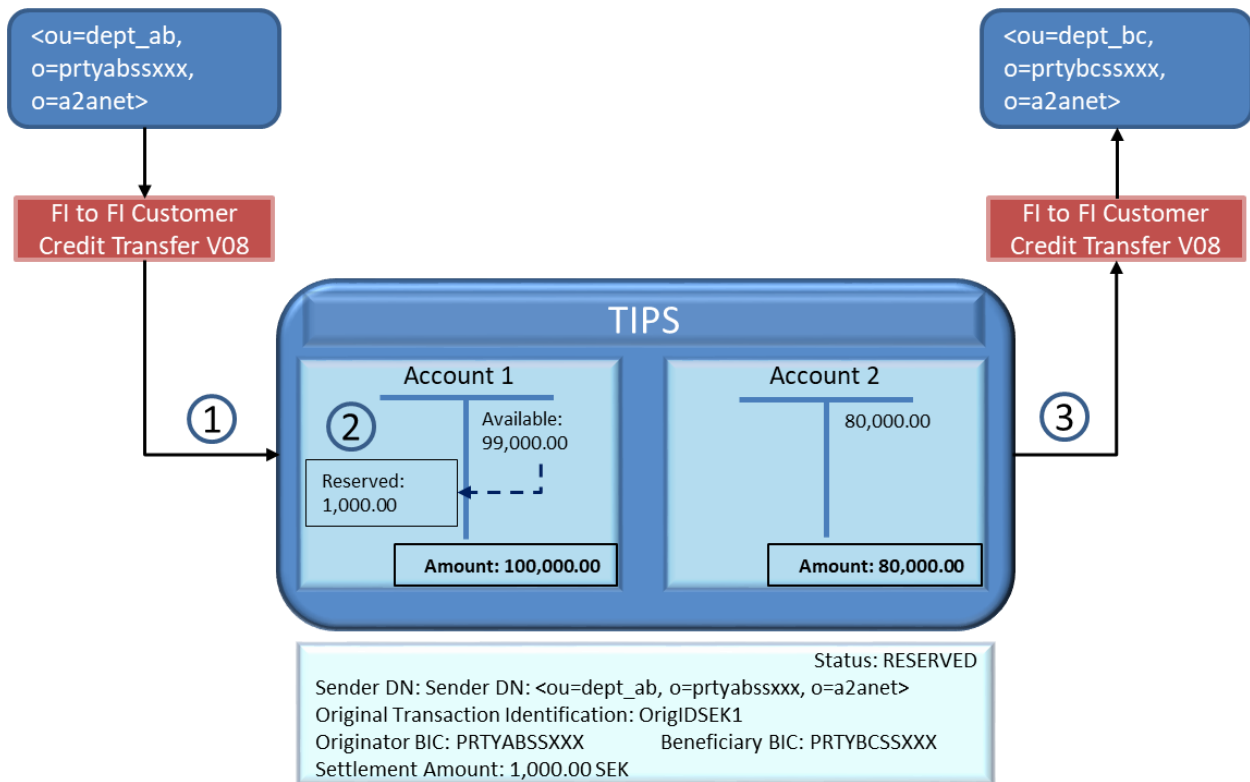 <ou=dept_ab,
o=prtyabssxxx,
o=a2anet>
<ou=dept_bc,
o=prtybcssxxx,
o=a2anet>
FI to FI Customer
Credit Transfer V08
FI to FI Customer
Credit Transfer V08
TIPS
1
Account 1
2
Available:
99,000.00
Reserved:
1,000.00
Amount: 100,000.00
Account 2
80,000.00
Amount: 80,000.00
3
Status: RESERVED
Sender DN: Sender DN: <ou=dept_ab, o=prtyabssxxx, o=a2anet>
Original Transaction Identification: OrigIDSEK1
Originator BIC: PRTYABSSXXX Beneficiary BIC: PRTYBCSSXXX
Settlement Amount: 1,000.00 SEK